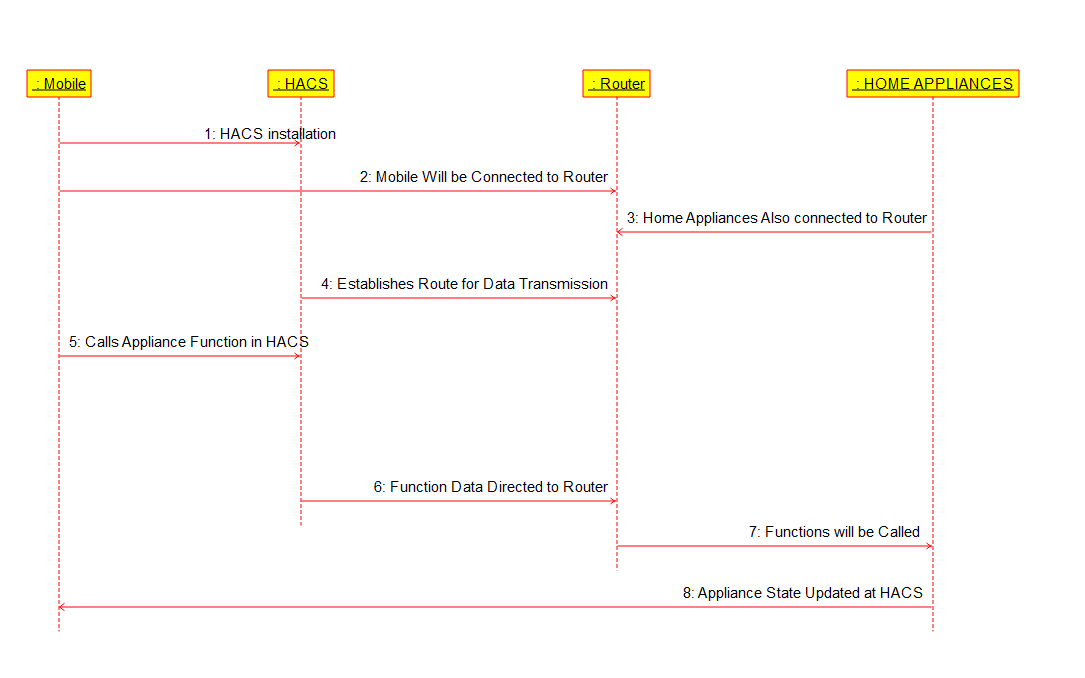 : Mobile
: HACS
: Router
: HOME APPLIANCES
1: HACS installation
2: Mobile Will be Connected to Router
3: Home Appliances Also connected to Router
4: Establishes Route for Data Transmission
5: Calls Appliance Function in HACS
6: Function Data Directed to Router
7: Functions will be Called
8: Appliance State Updated at HACS